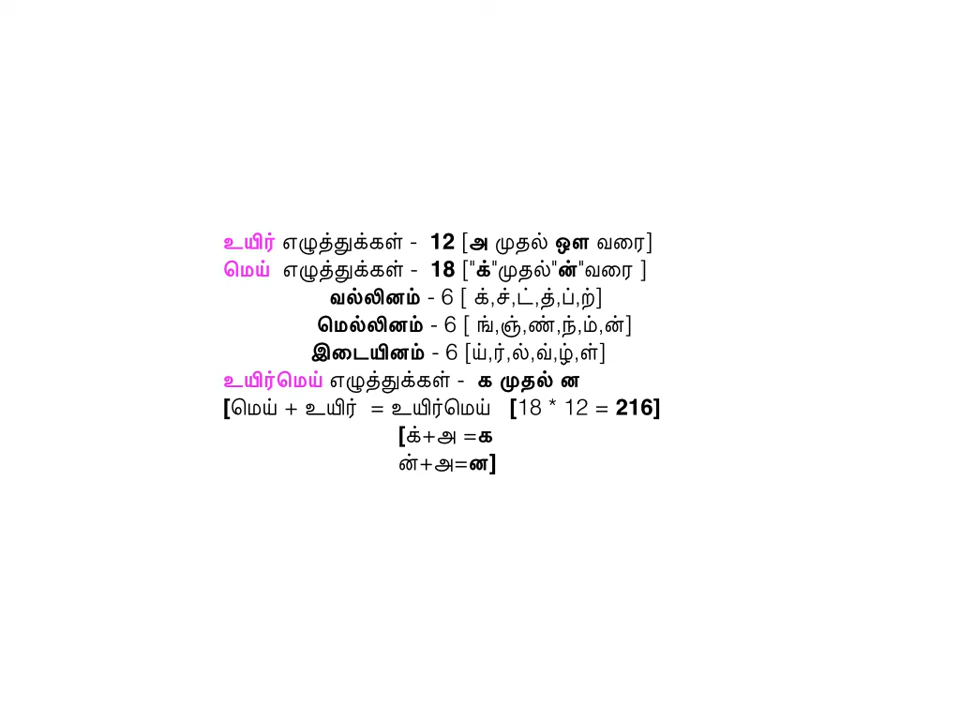 உயிர் எழுத்துக்கள் - 12 [அ முதல் ஒள வரை]
மெய் எழுத்துக்கள் - 18 ["க்"முதல்"ன்"வரை ]
வல்லினம் - 6 [ க்,ச்,ட்,த்,ப்,ற்]
மெல்லினம் - 6 [ ங்,ஞ்,ண்,ந்,ம்,ன்]
இடையினம் - 6 [ய்,ர்,ல்,வ்,ழ்,ள்]
உயிர்மெய் எழுத்துக்கள் - க முதல் ன
[மெய் + உயிர் = உயிர்மெய் [18 * 12 = 216]
[க்+அ =க
ன்+அ=ன]